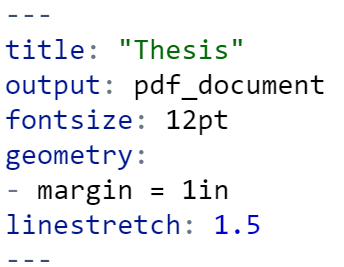 ---
title: "Thesis"
output: pdf_document
fontsize: 12pt
geometry:
- margin = 1in
linestretch: 1.5
---